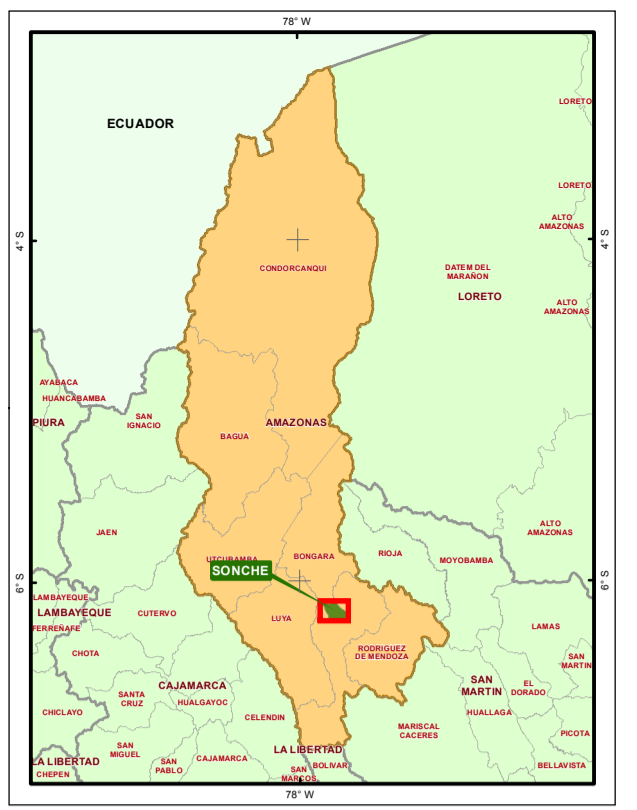 78° W
ECUADOR
LORETO
LORETO
ALTO
AMAZONAS
4° S
4° S
CONDORCANQUI
DATEM DEL
MARAÑON
LORETO
ALTO
AMAZONAS
AYABACA
HUANCABAMBA
PIURA
SAN
IGNACIO
AMAZONAS
BAGUA
JAEN
ALTO
AMAZONAS
UTCUBAMBA
BONGARA
RIOJA
MOYOBAMBA
SONCHE
6° S
6° S
LAMBAYEQUE
LAMBAYEQUE
FERREÑAFE
CUTERVO
LUYA
LAMAS
CHOTA
RODRIGUEZ
DE MENDOZA
SAN
MARTIN
CAJAMARCA
SAN
MARTIN
EL
DORADO
SANTA
CRUZ
HUALGAYOC
CHICLAYO
CELENDIN
HUALLAGA
MARISCAL
CACERES
PICOTA
SAN
MIGUEL
LA LIBERTAD
LA LIBERTAD
CHEPEN
SAN
PABLO
CAJAMARCA
SAN
MARCOS
BOLIVAR
BELLAVISTA
78° W